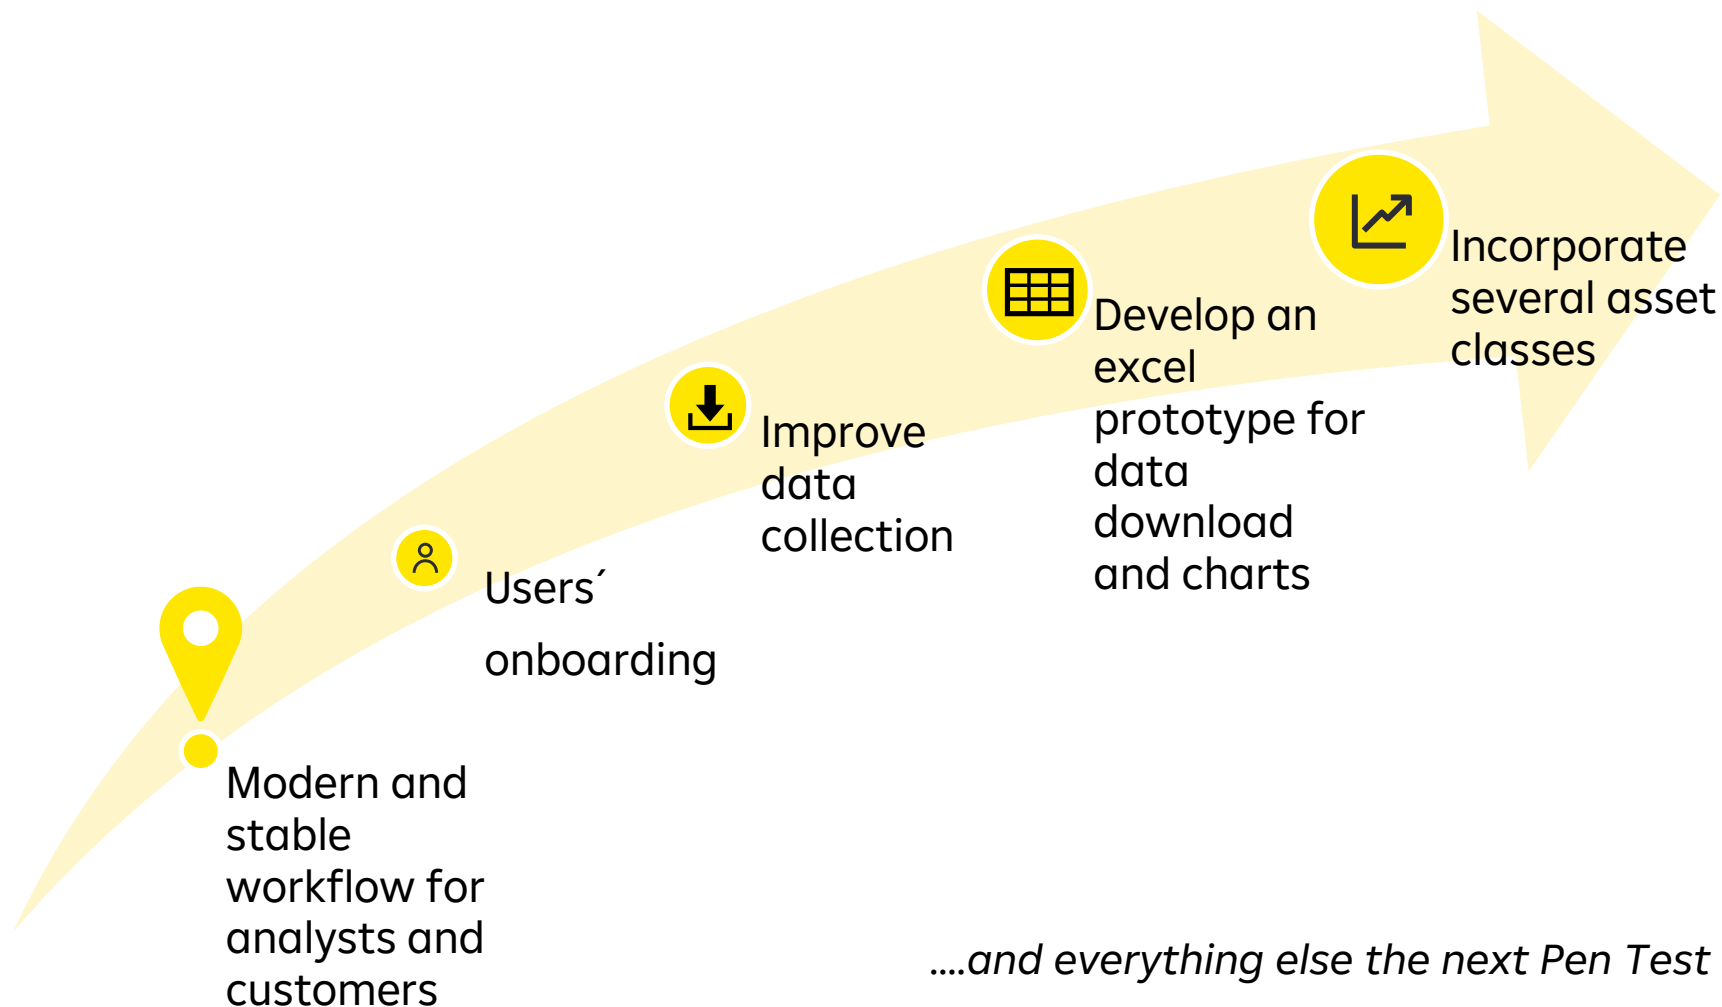 Modern and
stable
workflow for
analysts and
customers
Users´
onboarding
Improve
data
collection
Develop an
excel
prototype for
data
download
and charts
Incorporate
several asset
classes
....and everything else the next Pen Test